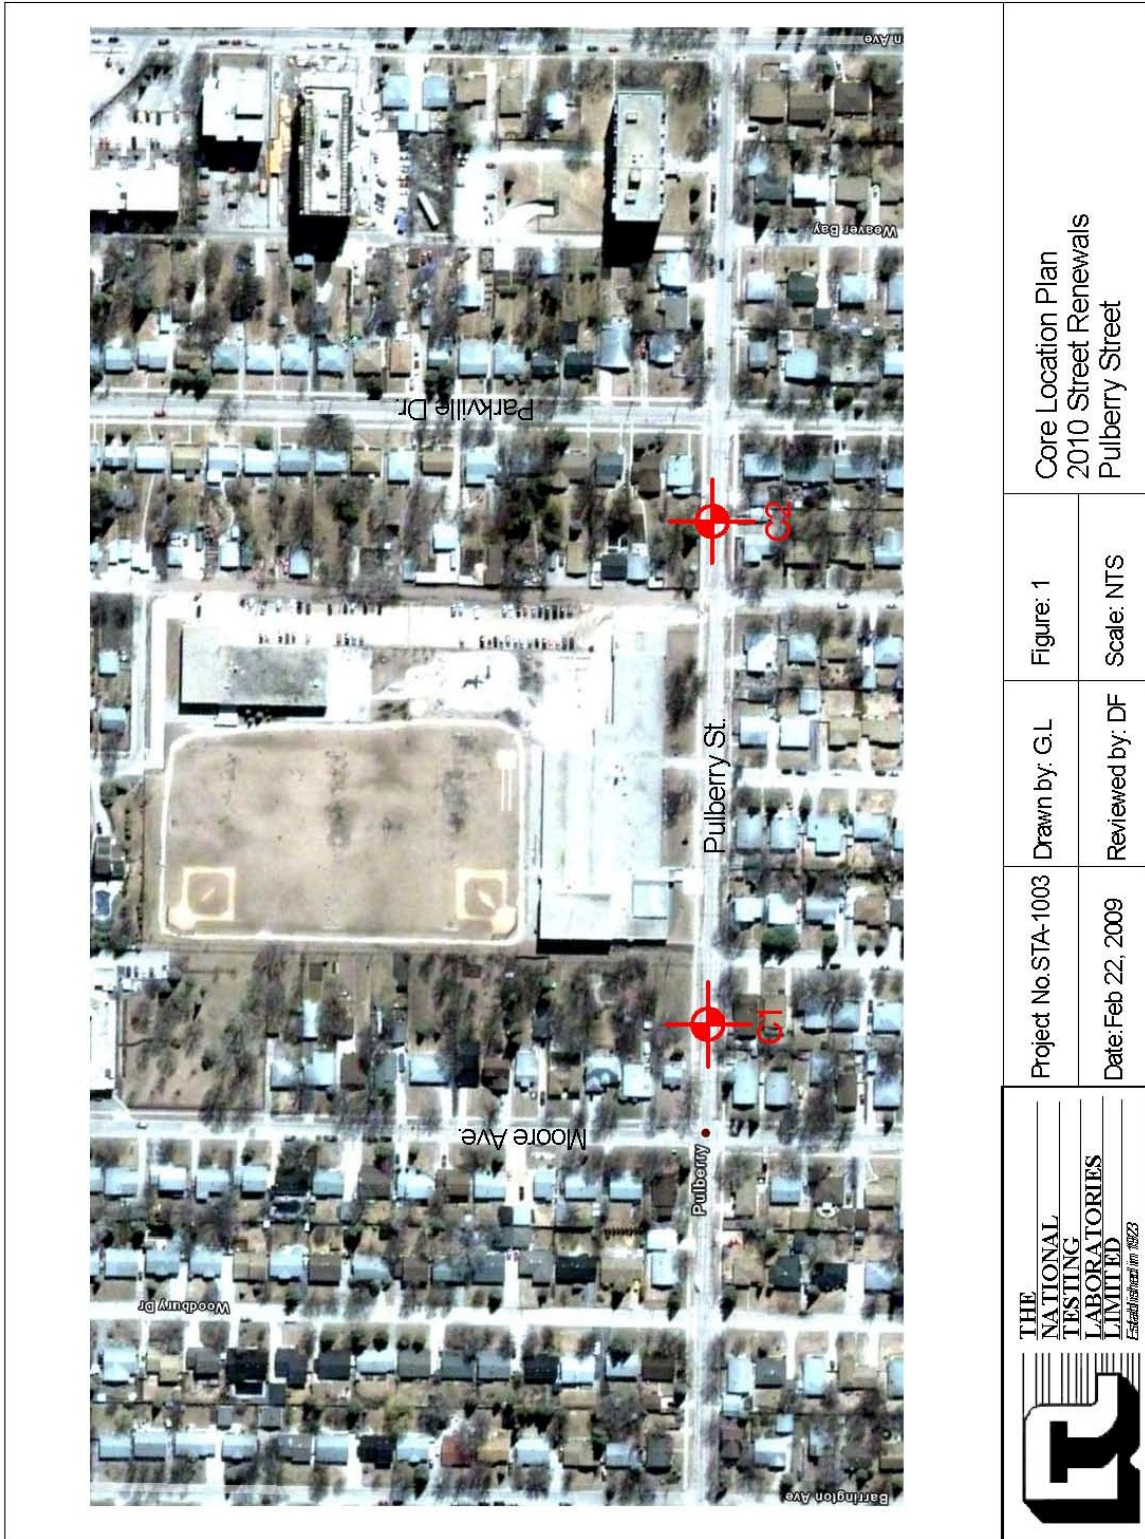 n Ave
Weaver Bay
Parkville Dr.
C2
Pulberry St.
C1
Moore Ave.
Pulberry
Woodbury Dr
Barrington Ave
THE
NATIONAL
TESTING
LABORATORIES
LIMITED
Established in 1923
Project No.STA-1003
Drawn by: G.L
Figure: 1
Date:Feb 22, 2009
Reviewed by: DF
Scale: NTS
Core Location Plan
2010 Street Renewals
Pulberry Street